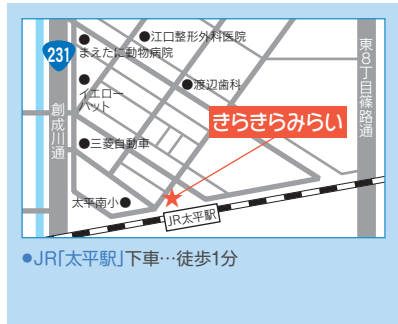 231
●江口整形外科医院
●まえたに動物病院
●イエロー
ハット
●渡辺歯科
東8丁目篠路通
創成川通
きらきらみらい
●三菱自動車
太平南小●
JR太平駅
●JR「太平駅」下車…徒歩1分